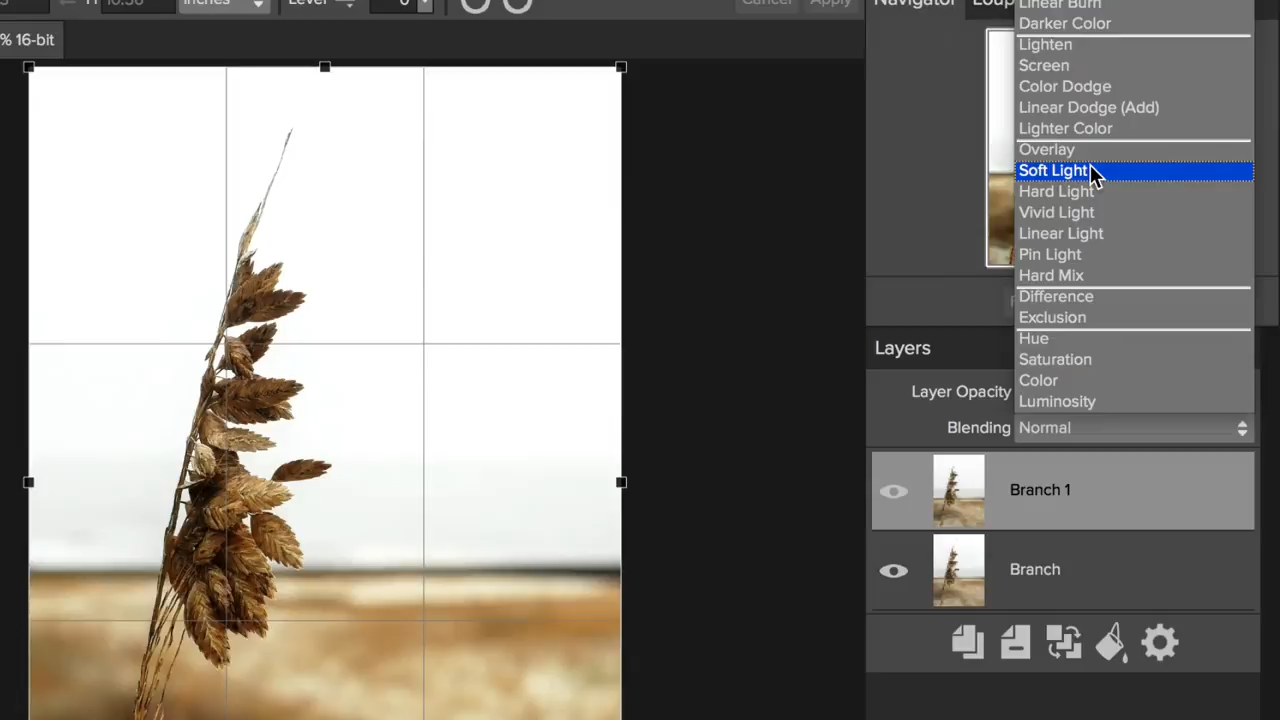 Inches
Level
0
Cancel
Apply
Navigator
Loup
% 16-bit
Linear Burn
Darker Color
Lighten
Screen
Color Dodge
Linear Dodge (Add)
Lighter Color
Overlay
Soft Light
Hard Light
Vivid Light
Linear Light
Pin Light
Hard Mix
Difference
Exclusion
Hue
Saturation
Color
Luminosity
Layers
Layer Opacity
Blending
Normal
Branch 1
Branch